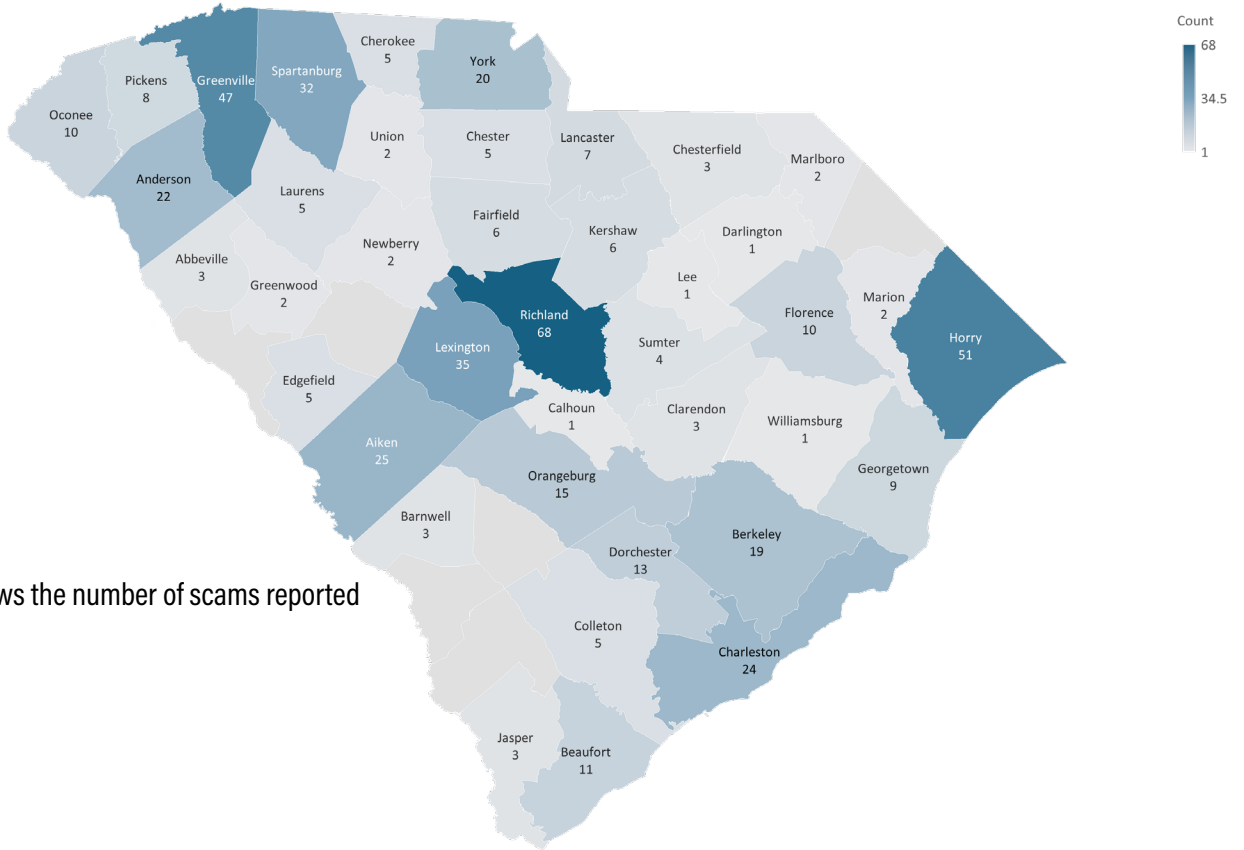 Count
68
34.5
1
Cherokee
5
York
20
Spartanburg
32
Greenville
47
Pickens
8
Oconee
10
Anderson
22
Union
2
Chester
5
Lancaster
7
Chesterfield
3
Marlboro
2
Laurens
5
Fairfield
6
Kershaw
6
Darlington
1
Newberry
2
Abbeville
3
Greenwood
2
Lee
1
Marion
2
Florence
10
Richland
68
Horry
51
Sumter
4
Lexington
35
Edgefield
5
Calhoun
1
Clarendon
3
Williamsburg
1
Aiken
25
Georgetown
9
Orangeburg
15
Barnwell
3
Berkeley
19
Dorchester
13
ws the number of scams reported
Colleton
5
Charleston
24
Jasper
3
Beaufort
11